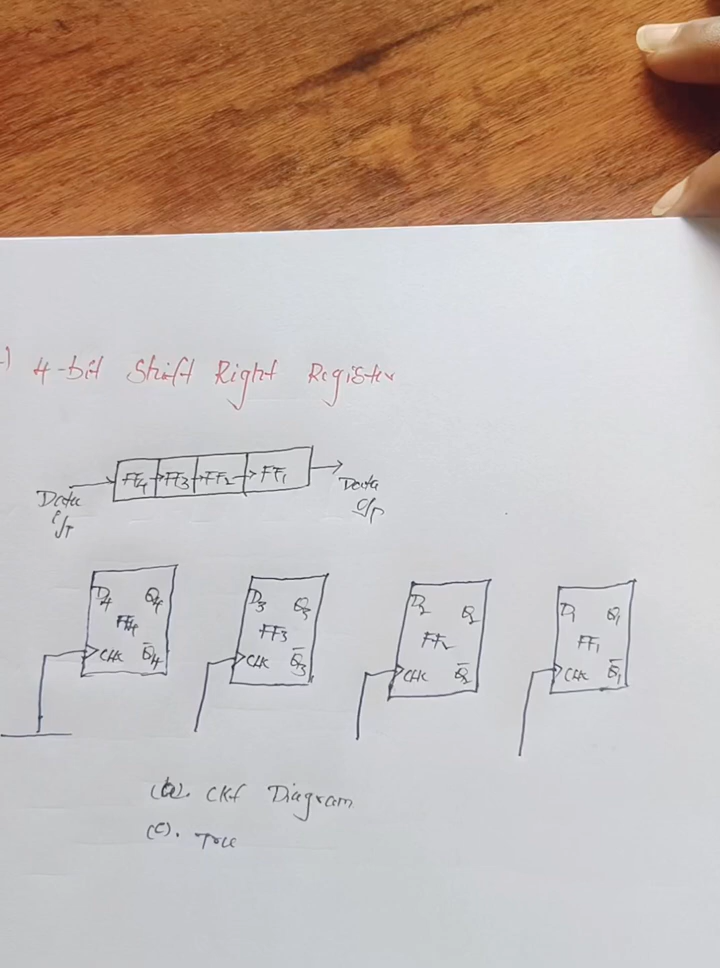 4-bit Shift Right Register
FF4 FF3 FF2 FF1
Data Data
I/P O/P
D4 Q4 D3 Q3 D2 Q2 D1 Q1
FF4 FF3 FF2 FF1
CLK Q̅4 CLK Q̅3 CLK Q̅2 CLK Q̅1
CKt Diagram
(c).